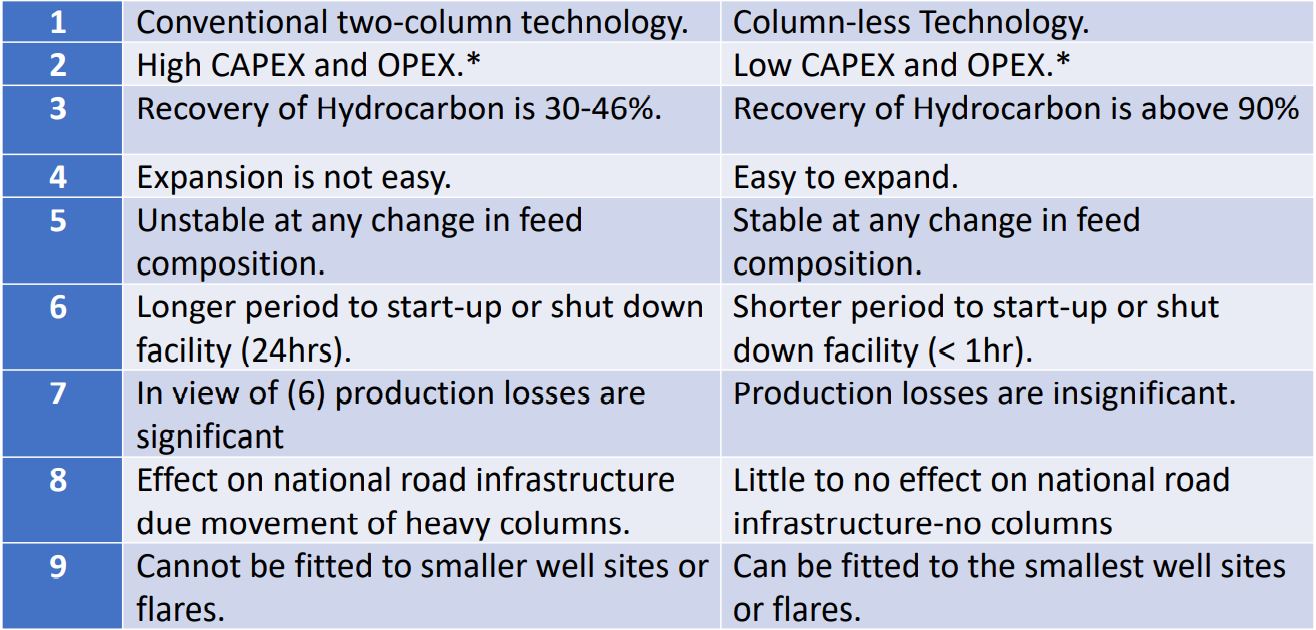 1 Conventional two-column technology. Column-less Technology.
2 High CAPEX and OPEX.* Low CAPEX and OPEX.*
3 Recovery of Hydrocarbon is 30-46%. Recovery of Hydrocarbon is above 90%
4 Expansion is not easy. Easy to expand.
5 Unstable at any change in feed Stable at any change in feed
composition. composition.
6 Longer period to start-up or shut down Shorter period to start-up or shut
facility (24hrs). down facility (< 1hr).
7 In view of (6) production losses are Production losses are insignificant.
significant
8 Effect on national road infrastructure Little to no effect on national road
due movement of heavy columns. infrastructure-no columns
9 Cannot be fitted to smaller well sites or Can be fitted to the smallest well sites
flares. or flares.